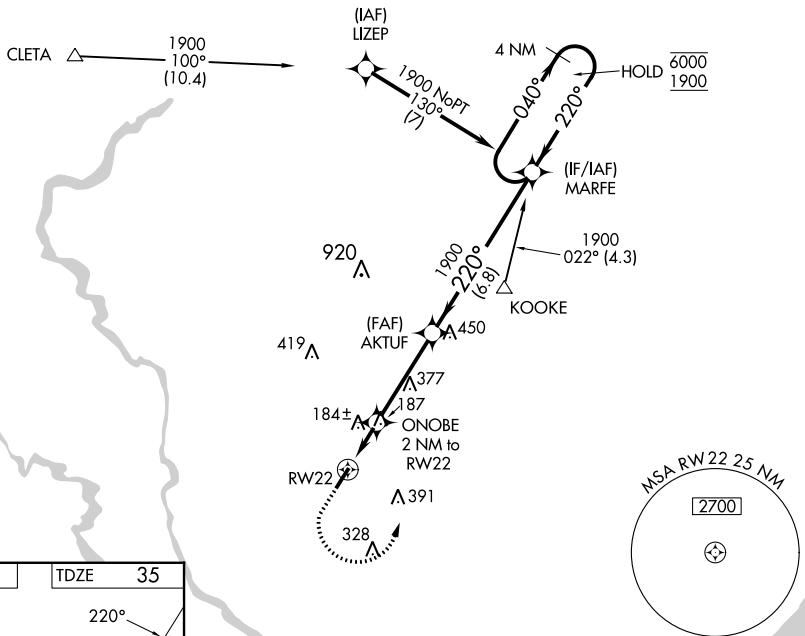 (IAF)
LIZEP
CLETA
1900
100°
(10.4)
1900 NoPT
130°
(7)
4 NM
HOLD
6000
1900
040°
220°
(IF/IAF)
MARFE
1900
022° (4.3)
KOOKE
1900
220°
(6.8)
920
(FAF)
AKTUF
450
419
377
187
184±
ONOBE
2 NM to
RW22
RW22
391
328
MSA RW 22 25 NM
2700
TDZE 35
220°